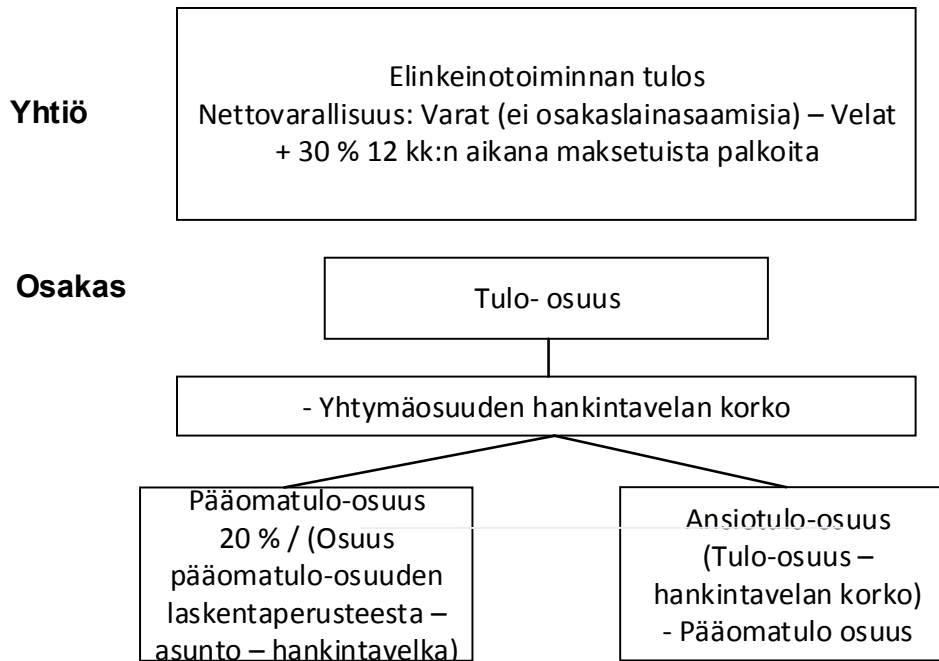 Yhtiö
Elinkeinotoiminnan tulos
Nettovarallisuus: Varat (ei osakaslainasaamisia) – Velat
+ 30 % 12 kk:n aikana maksetuista palkoita
Osakas
Tulo- osuus
- Yhtymäosuuden hankintavelan korko
Pääomatulo-osuus
20 % / (Osuus
pääomatulo-osuuden
laskentaperusteesta –
asunto – hankintavelka)
Ansiotulo-osuus
(Tulo-osuus –
hankintavelan korko)
- Pääomatulo osuus